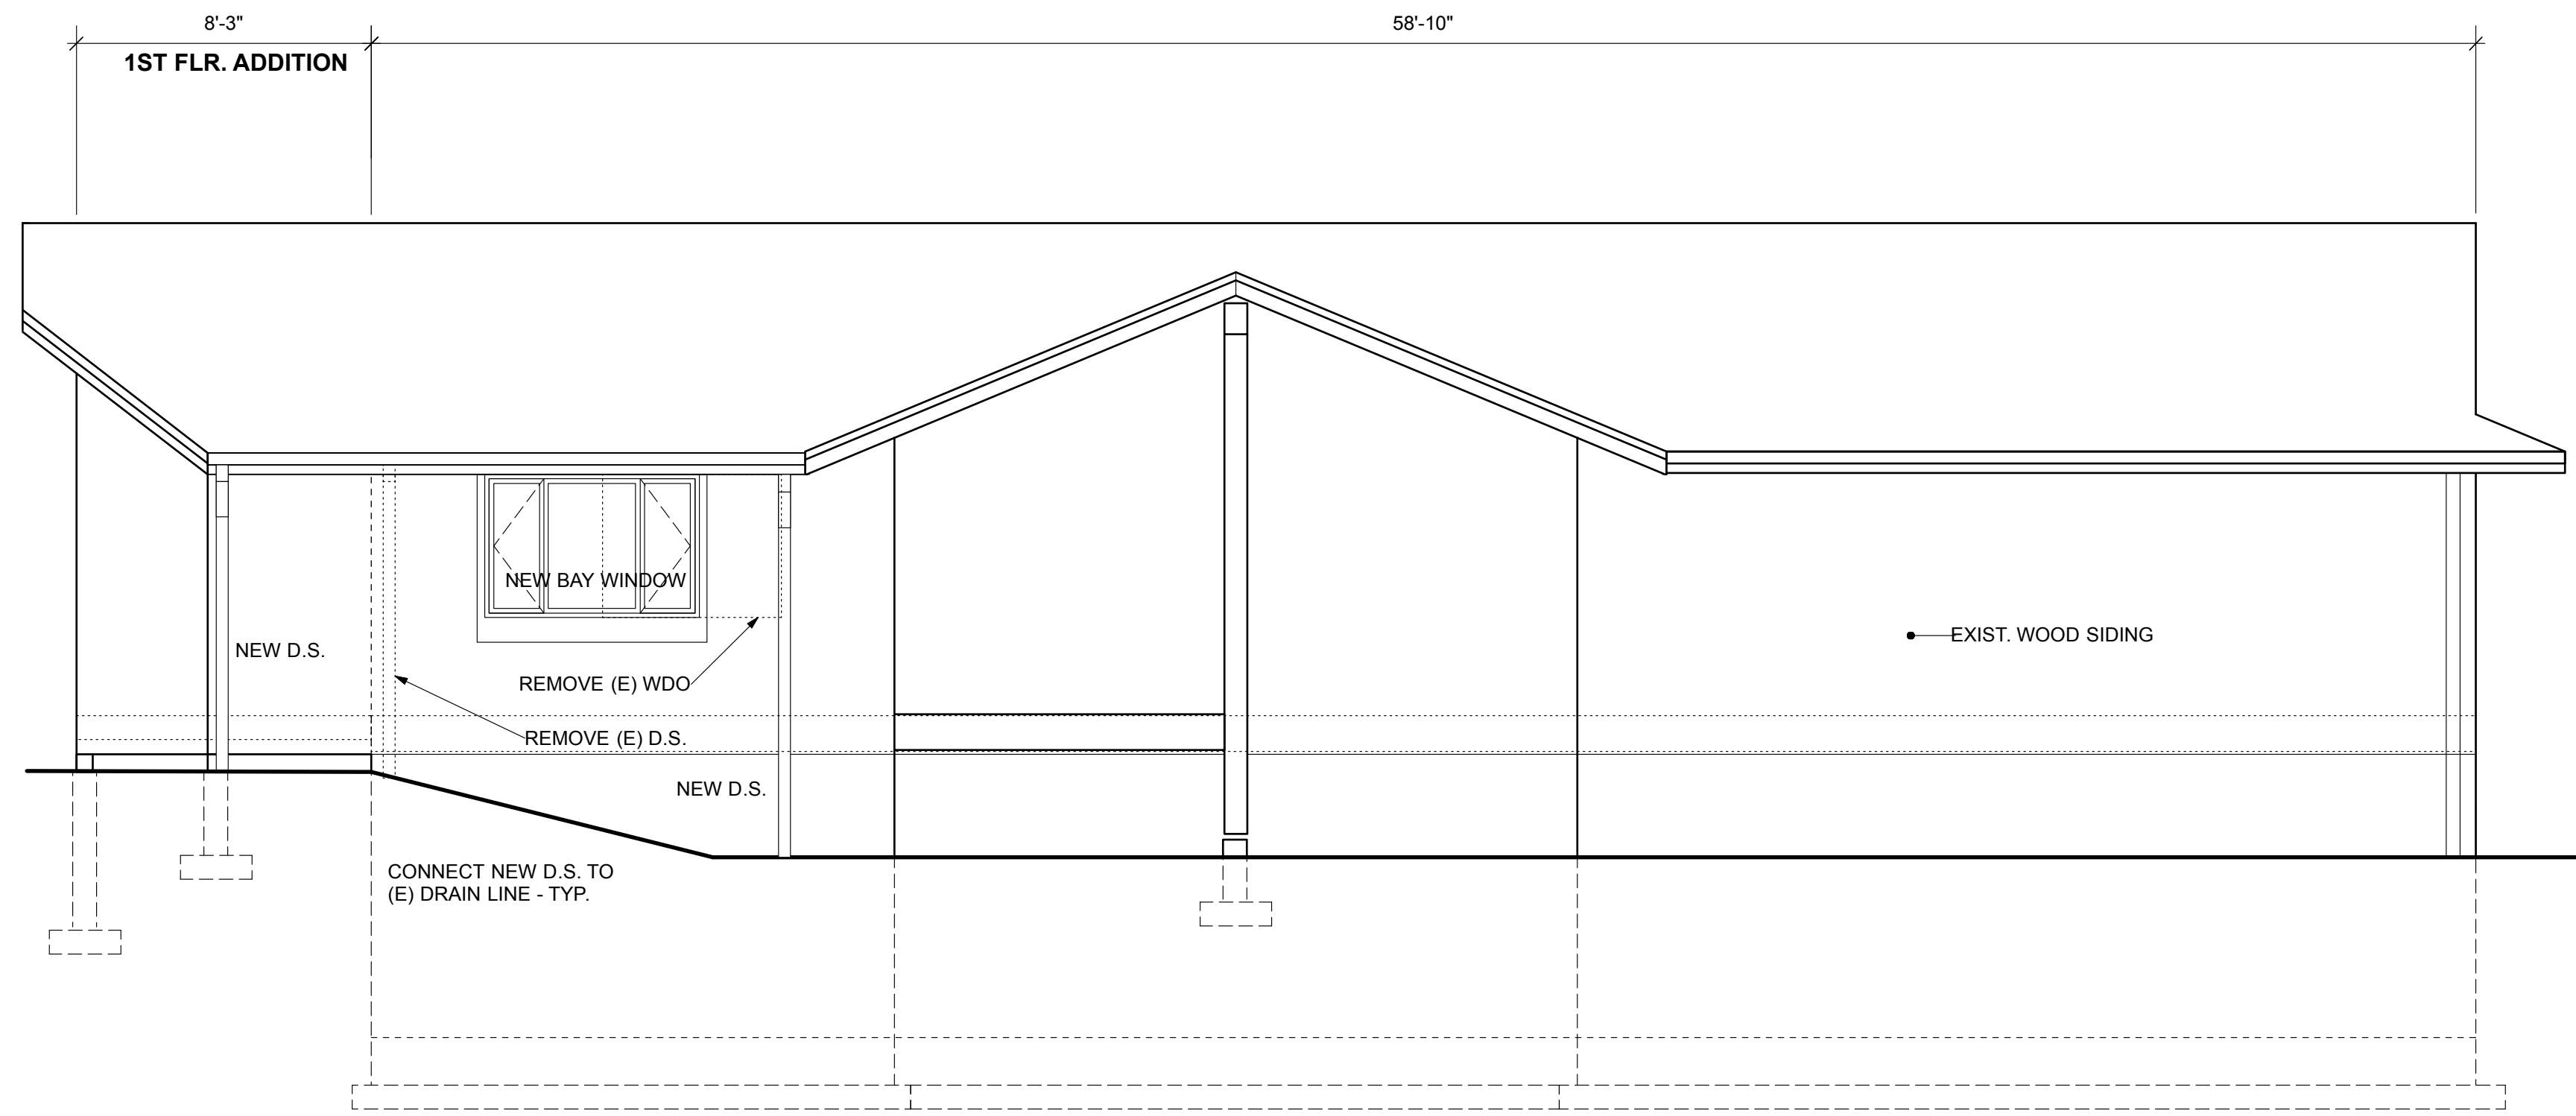 8'-3"
58'-10"
1ST FLR. ADDITION
NEW BAY WINDOW
EXIST. WOOD SIDING
NEW D.S.
REMOVE (E) WDO
REMOVE (E) D.S.
NEW D.S.
CONNECT NEW D.S. TO
(E) DRAIN LINE - TYP.